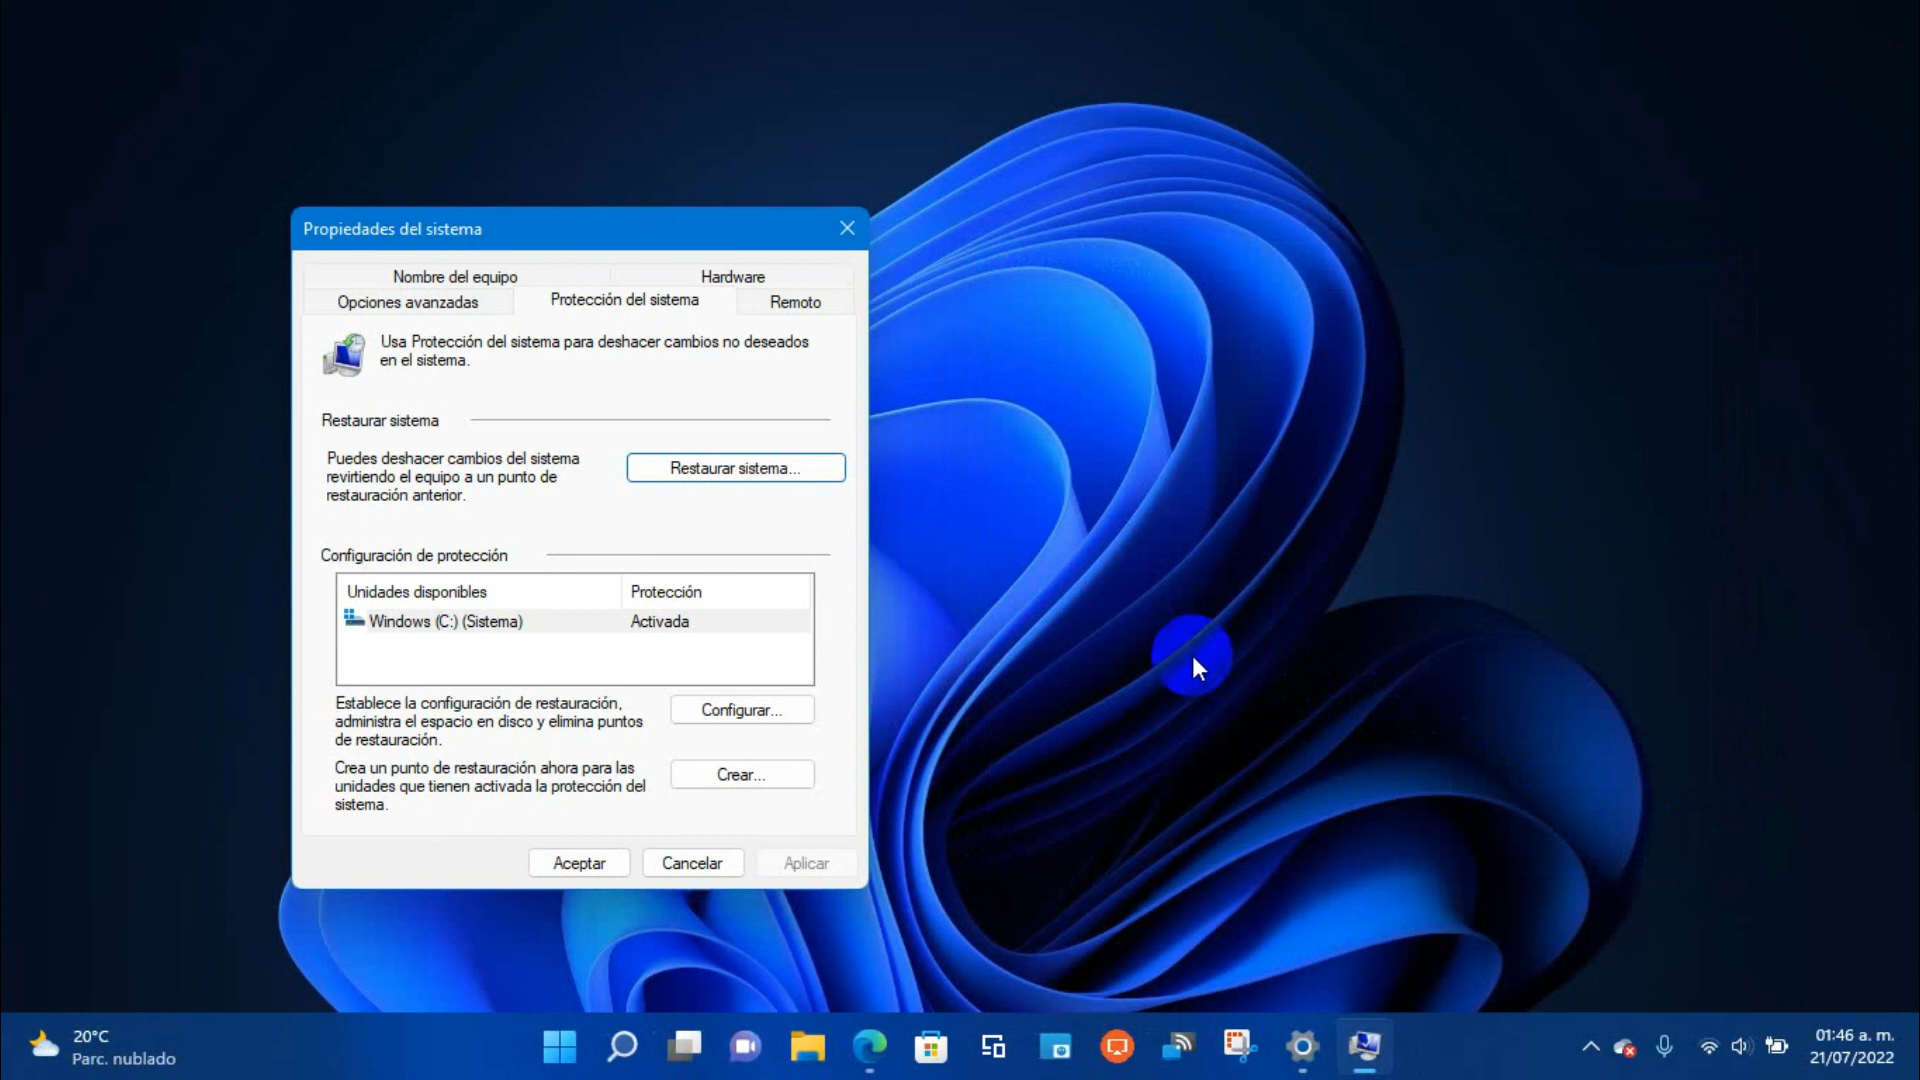 Propiedades del sistema
Nombre del equipo
Hardware
Opciones avanzadas
Protección del sistema
Remoto
Usa Protección del sistema para deshacer cambios no deseados
en el sistema.
Restaurar sistema
Puedes deshacer cambios del sistema
revirtiendo el equipo a un punto de
restauración anterior.
Restaurar sistema...
Configuración de protección
Unidades disponibles
Protección
Windows (C:) (Sistema)
Activada
Establece la configuración de restauración,
administra el espacio en disco y elimina puntos
de restauración.
Configurar...
Crea un punto de restauración ahora para las
unidades que tienen activada la protección del
sistema.
Crear...
Aceptar
Cancelar
Aplicar
20°C
Parc. nublado
01:46 a. m.
21/07/2022